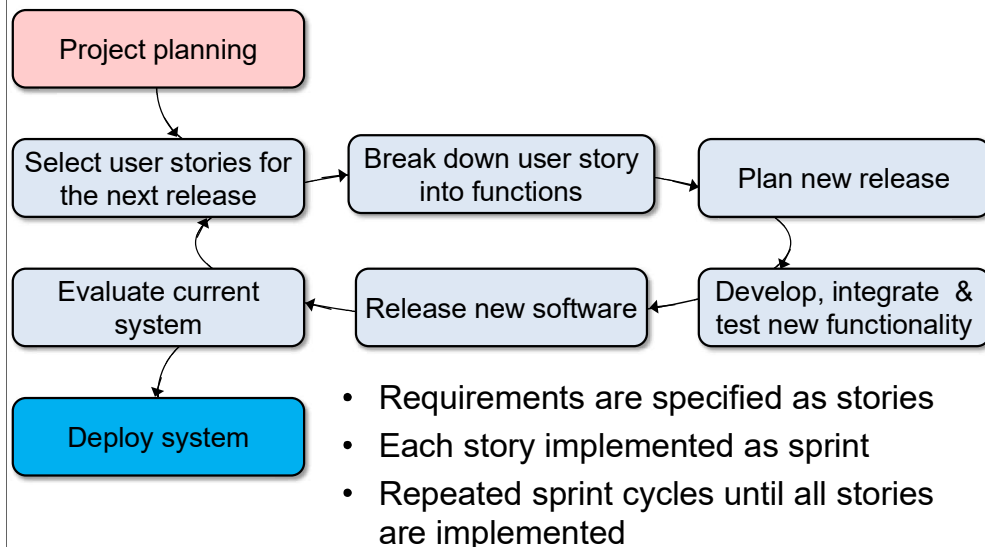 Project planning
Select user stories for
the next release
Break down user story
into functions
Plan new release
Evaluate current
system
Release new software
Develop, integrate  &
test new functionality
Deploy system
• Requirements are specified as stories
• Each story implemented as sprint
• Repeated sprint cycles until all stories
are implemented